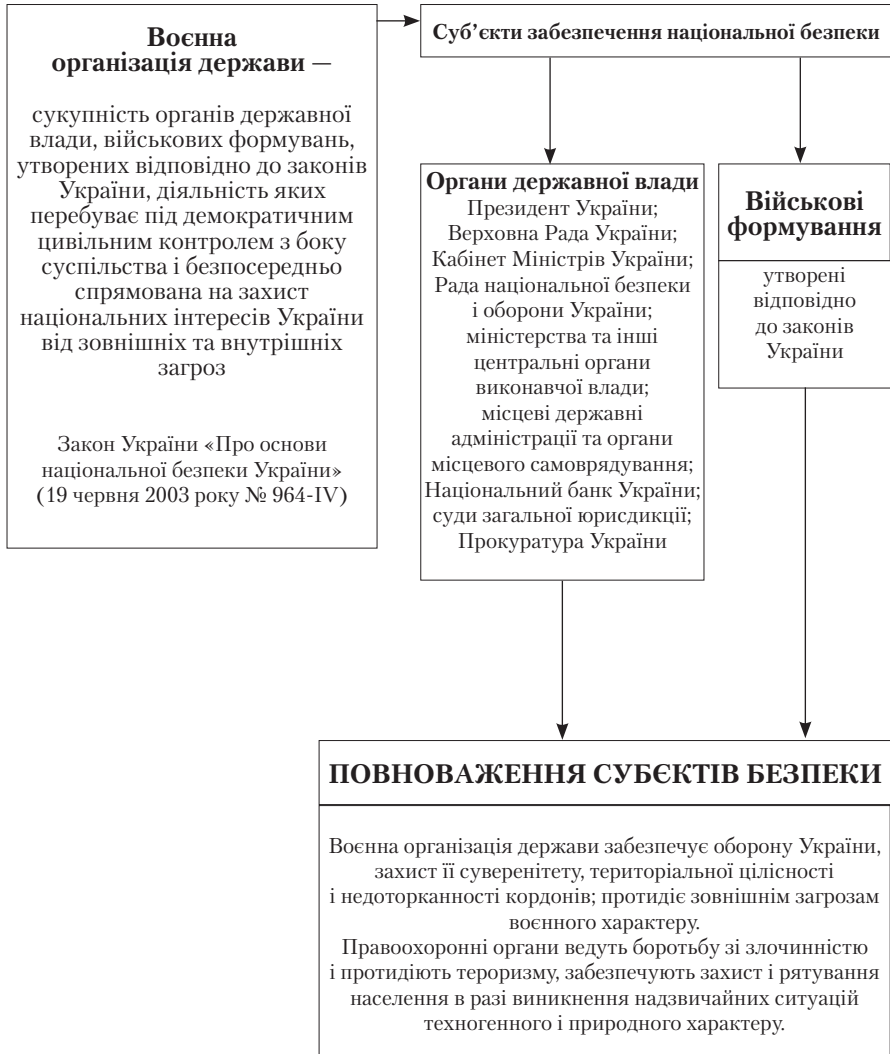 Воєнна
організація держави —
сукупність органів державної
влади, військових формувань,
утворених відповідно до законів
України, діяльність яких
перебуває під демократичним
цивільним контролем з боку
суспільства і безпосередньо
спрямована на захист
національних інтересів України
від зовнішніх та внутрішніх
загроз
Закон України «Про основи
національної безпеки України»
(19 червня 2003 року № 964-IV)
Суб’єкти забезпечення національної безпеки
Органи державної влади
Президент України;
Верховна Рада України;
Кабінет Міністрів України;
Рада національної безпеки
і оборони України;
міністерства та інші
центральні органи
виконавчої влади;
місцеві державні
адміністрації та органи
місцевого самоврядування;
Національний банк України;
суди загальної юрисдикції;
Прокуратура України
Військові
формування
утворені
відповідно
до законів
України
ПОВНОВАЖЕННЯ СУБЄКТІВ БЕЗПЕКИ
Воєнна організація держави забезпечує оборону України,
захист її суверенітету, територіальної цілісності
і недоторканності кордонів; протидіє зовнішнім загрозам
воєнного характеру.
Правоохоронні органи ведуть боротьбу зі злочинністю
і протидіють тероризму, забезпечують захист і рятування
населення в разі виникнення надзвичайних ситуацій
техногенного і природного характеру.